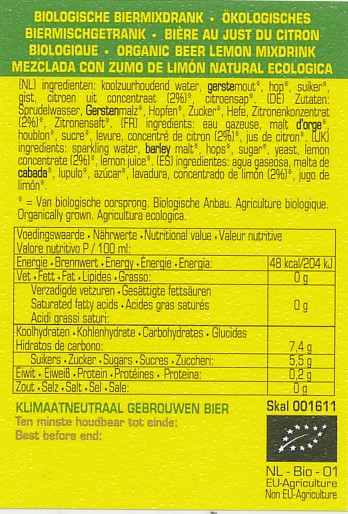 BIOLOGISCHE BIERMIXDRANK • ÖKOLOGISCHES
BIERMISCHGETRANK • BIÈRE AU JUST DU CITRON
BIOLOGIQUE • ORGANIC BEER LEMON MIXDRINK
MEZCLADA CON ZUMO DE LIMÓN NATURAL ECOLOGICA
(NL) ingredienten: koolzuurhoudend water, gerstemout*, hop*, suiker*,
gist, citroen uit concentraat (2%)*, citroensap*. (DE) Zutaten:
Sprudelwasser, Gerstenmalz*, Hopfen*, Zucker*, Hefe, Zitronenkonzentrat
(2%)*, Zitronensaft*. (FR) ingredients: eau gazeuse, malt d'orge*,
houblon*, sucre*, levure, concentré de citron (2%)*, jus de citron*. (UK)
ingredients: sparkling water, barley malt*, hops*, sugar*, yeast, lemon
concentrate (2%)*, lemon juice*. (ES) ingredientes: agua gaseosa, malta de
cabada*, lupulo*, azúcar*, lavadura, concentrado de limón (2%)*, jugo de
limón*.
* = Van biologische oorsprong. Biologische Anbau. Agriculture biologique.
Organically grown. Agricultura ecologica.
Voedingswaarde • Nährwerte • Nutritional value • Valeur nutritive
Valore nutritivo P / 100 ml:
Energie • Brennwert • Energy • Énergie • Energia: 48 kcal/204 kJ
Vet • Fett • Fat • Lipides • Grasso: 0 g
Verzadigde vetzuren • Gesättigte fettsäuren
Saturated fatty acids • Acides gras saturés 0 g
Acidi grassi saturi:
Koolhydraten • Kohlenhydrate • Carbohydrates • Glucides
Hidratos de carbono: 7,4 g
Suikers • Zucker • Sugars • Sucres • Zuccheri: 5,5 g
Eiwit • Eiweiß • Protein • Protéines • Proteina: 0,2 g
Zout • Salz • Salt • Sel • Sale: 0 g
KLIMAATNEUTRAAL GEBROUWEN BIER Skal 001611
Ten minste houdbaar tot einde:
Best before end:
NL - Bio - 01
EU-Agriculture
Non EU-Agriculture